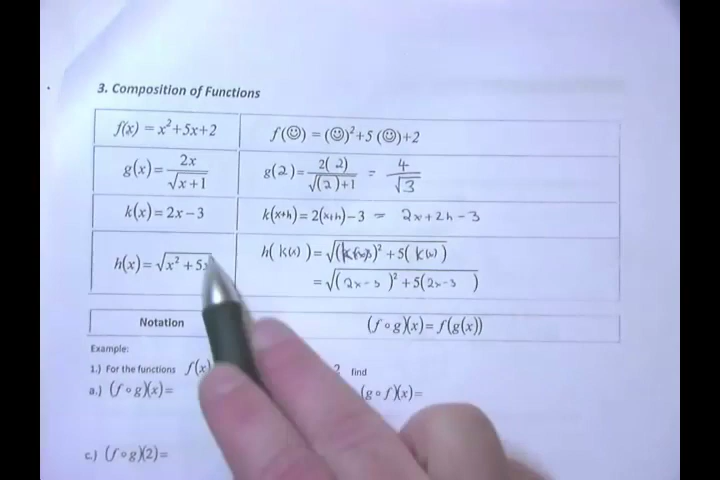 3. Composition of Functions
f(x) = x²+5x+2
f(☺) = (☺)²+5(☺)+2
g(x) = 2x/√(x+1)
g(2) = 2(2)/√((2)+1) = 4/√3
k(x) = 2x−3
k(x+h) = 2(x+h)−3 = 2x+2h−3
h(x) = √(x²+5x
h(k(x)) = √((k(x))²+5(k(x)))
= √((2x−3)²+5(2x−3))
Notation
(f∘g)(x) = f(g(x))
Example:
1.) For the functions f(x) 2 find
a.) (f∘g)(x)=
(g∘f)(x)=
c.) (f∘g)(2)=